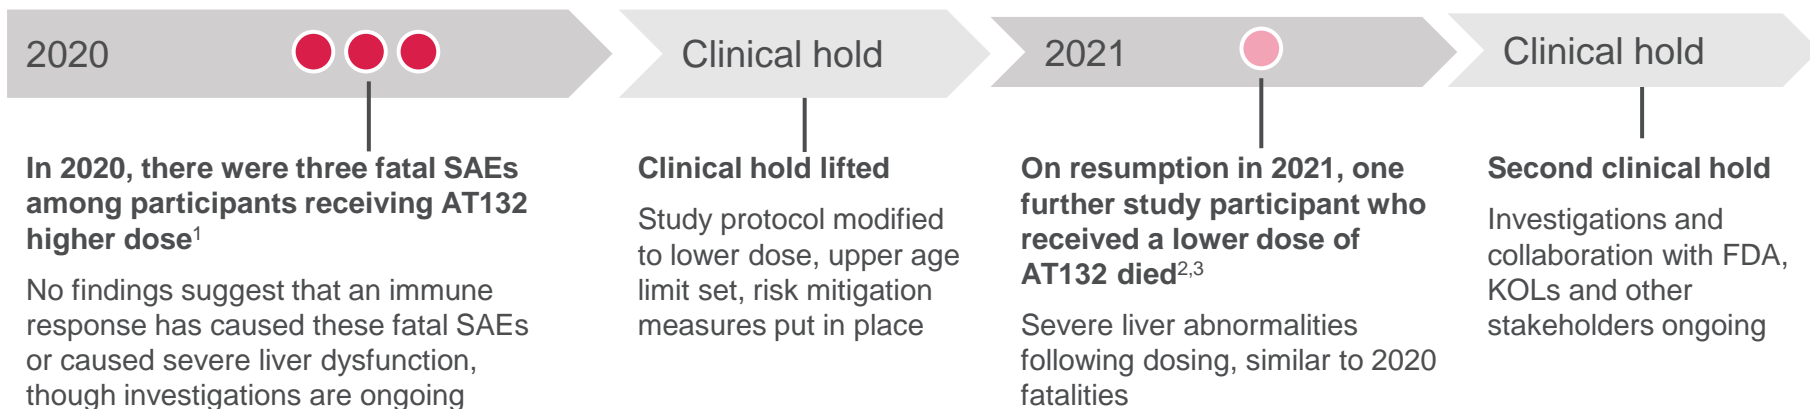 2020
Clinical hold
2021
Clinical hold
In 2020, there were three fatal SAEs
among participants receiving AT132
higher dose1
No findings suggest that an immune
response has caused these fatal SAEs
or caused severe liver dysfunction,
though investigations are ongoing
Clinical hold lifted
Study protocol modified
to lower dose, upper age
limit set, risk mitigation
measures put in place
On resumption in 2021, one
further study participant who
received a lower dose of
AT132 died2,3
Severe liver abnormalities
following dosing, similar to 2020
fatalities
Second clinical hold
Investigations and
collaboration with FDA,
KOLs and other
stakeholders ongoing